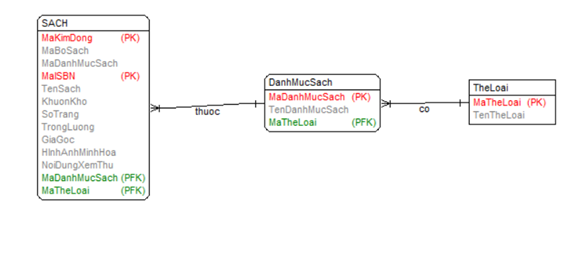 SACH
MaKimDong (PK)
MaBoSach
MaDanhMucSach
MaISBN (PK)
TenSach
KhuonKho
SoTrang
TrongLuong
GiaGoc
HInhAnhMinhHoa
NoiDungXemThu
MaDanhMucSach (PFK)
MaTheLoai (PFK)
thuoc
DanhMucSach
MaDanhMucSach (PK)
TenDanhMucSach
MaTheLoai (PFK)
co
TheLoai
MaTheLoai (PK)
TenTheLoai